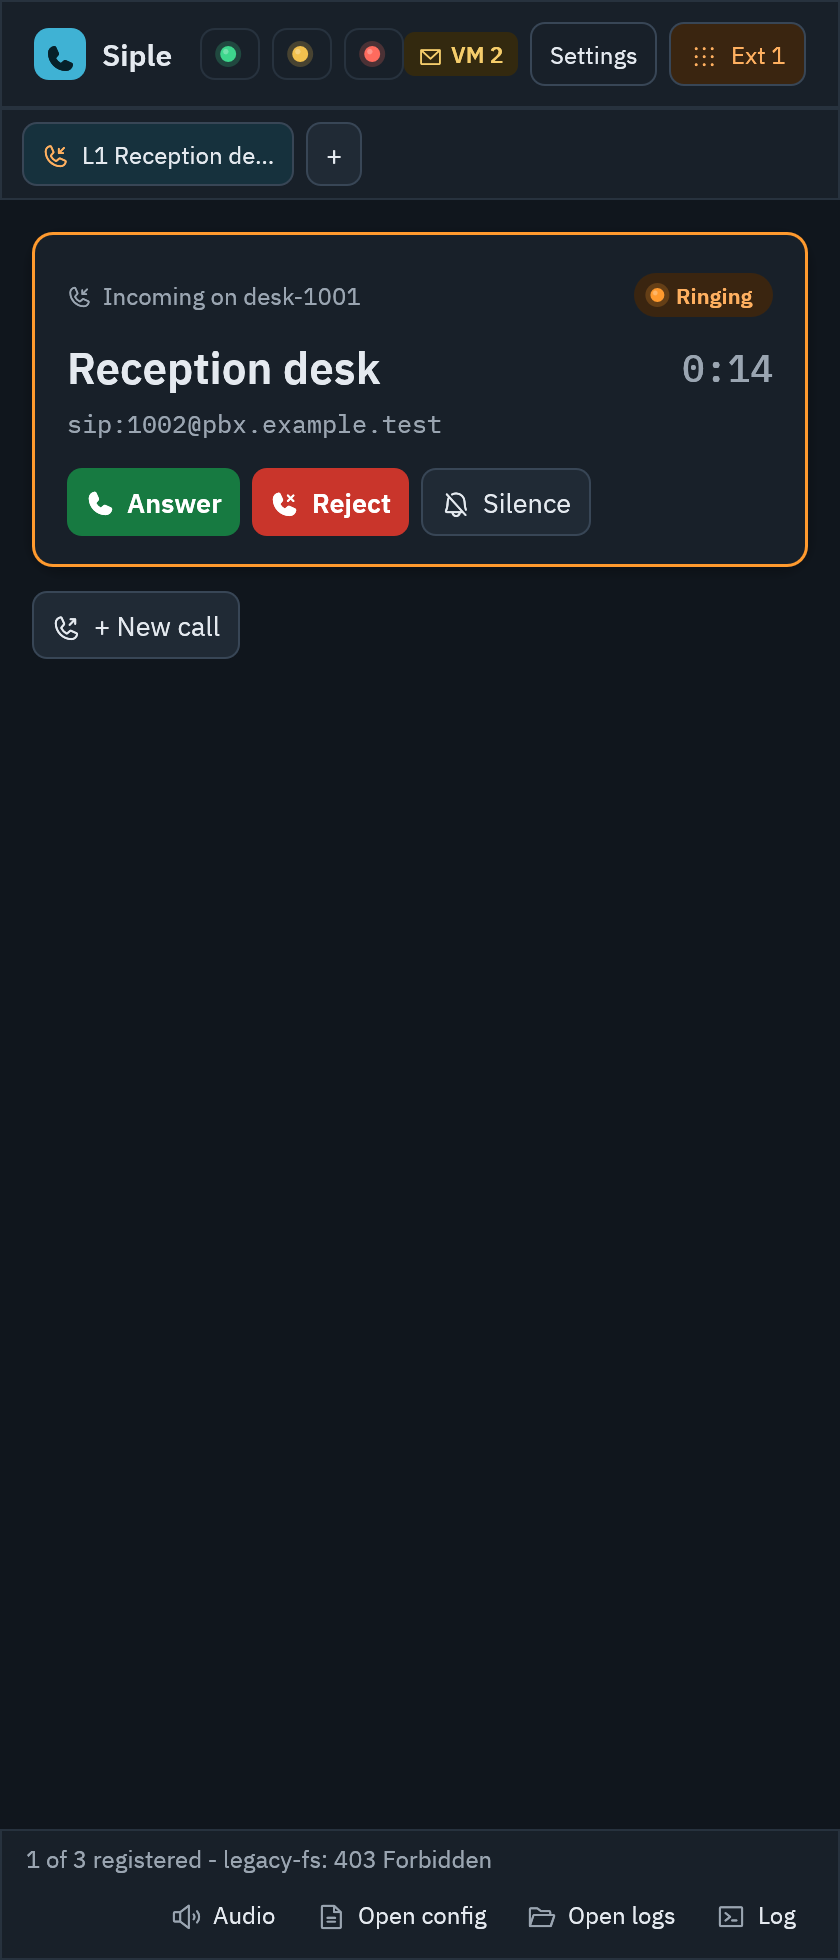 Siple
VM 2
Settings
Ext 1
L1 Reception de...
+
Incoming on desk-1001
Ringing
Reception desk
0:14
sip:1002@pbx.example.test
Answer
Reject
Silence
+ New call
1 of 3 registered - legacy-fs: 403 Forbidden
Audio
Open config
Open logs
Log